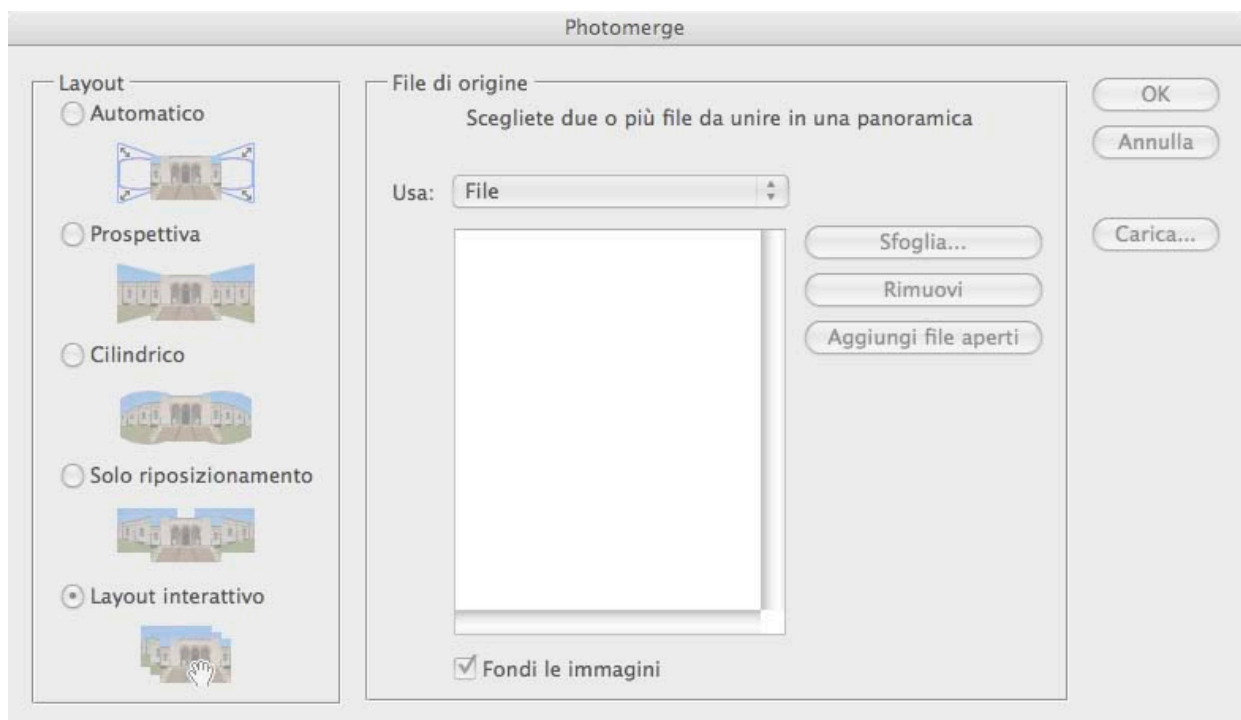 Photomerge
Layout
Automatico
Prospettiva
Cilindrico
Solo riposizionamento
Layout interattivo
File di origine
Scegliete due o più file da unire in una panoramica
Usa: File
Sfoglia...
Rimuovi
Aggiungi file aperti
Fondi le immagini
OK
Annulla
Carica...